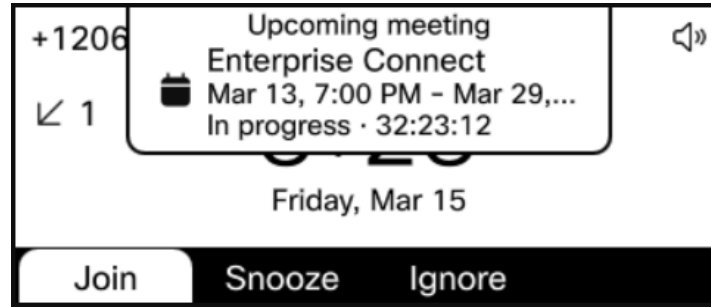 +1206
Upcoming meeting
Enterprise Connect
Mar 13, 7:00 PM – Mar 29,...
In progress · 32:23:12
1
Friday, Mar 15
Join
Snooze
Ignore